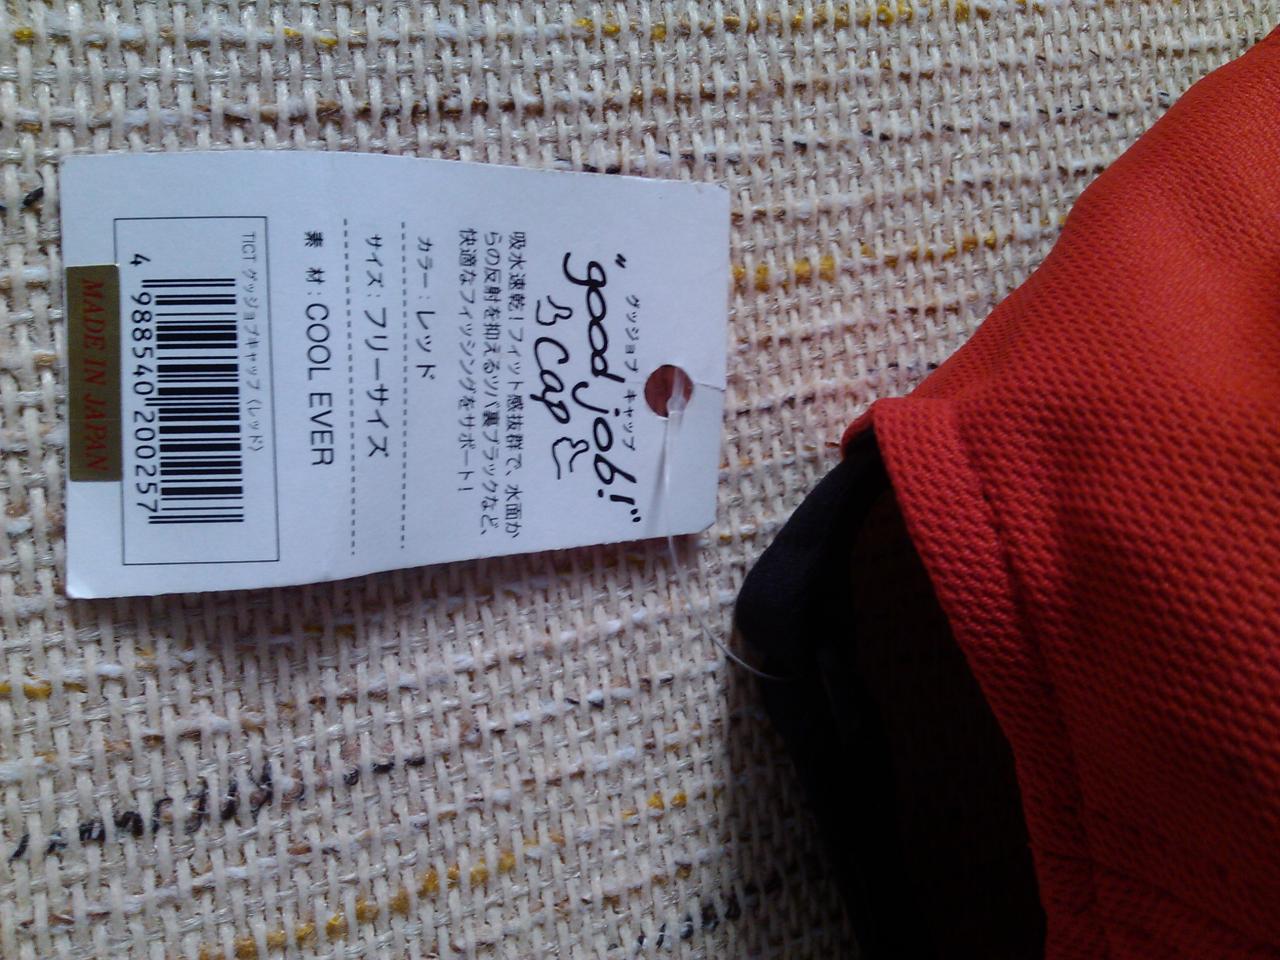 グッジョブ キャップ
"good job!"
Cap
吸水速乾!フィット感抜群で、水面か
らの反射を抑えるツバ裏ブラックなど、
快適なフィッシングをサポート!
カラー:レッド
サイズ:フリーサイズ
素 材:COOL EVER
TICT グッジョブキャップ(レッド)
4 988540 200257
MADE IN JAPAN